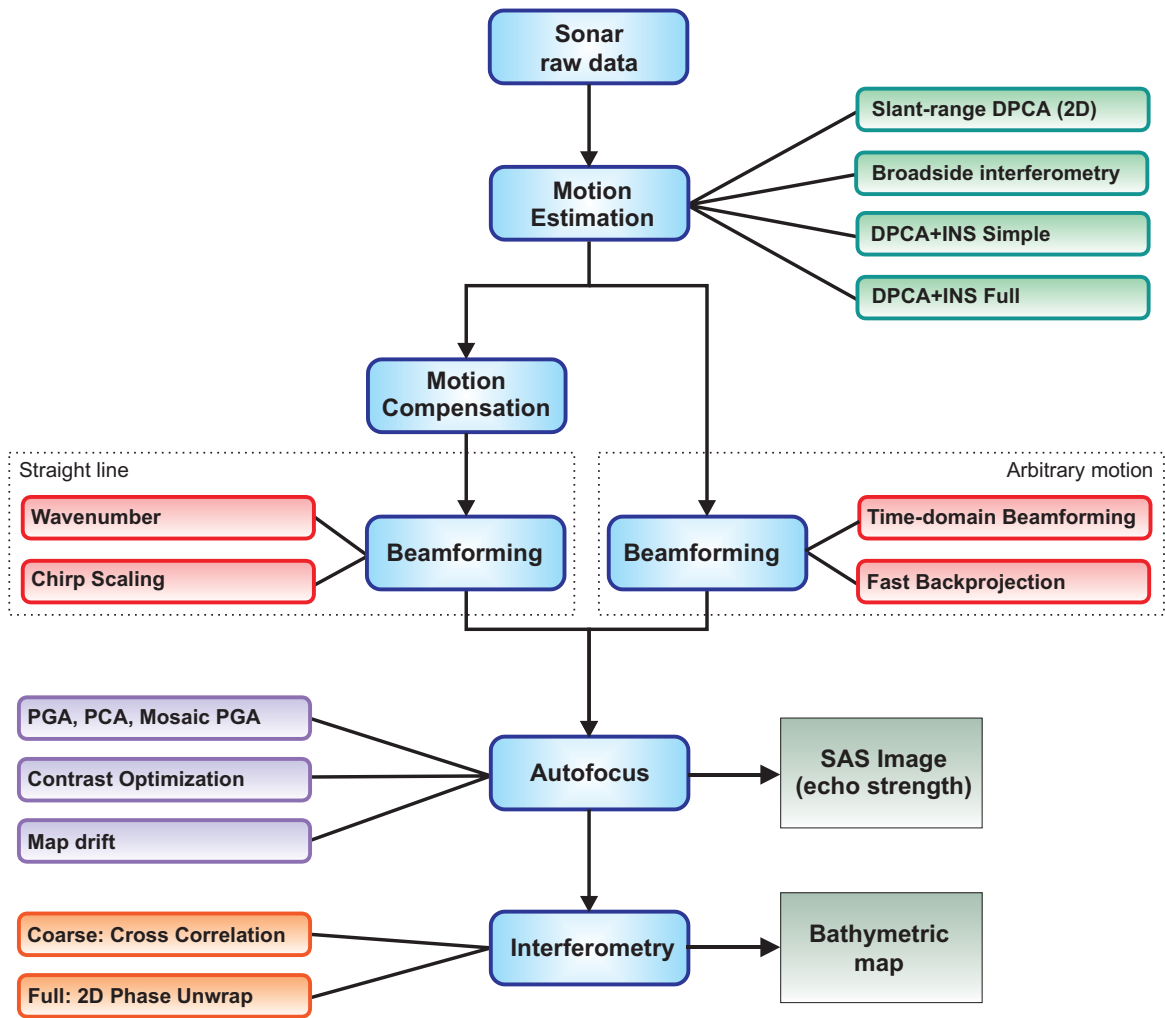 Sonar
raw data
Slant-range DPCA (2D)
Broadside interferometry
DPCA+INS Simple
DPCA+INS Full
Motion
Estimation
Motion
Compensation
Straight line
Arbitrary motion
Wavenumber
Chirp Scaling
Beamforming
Beamforming
Time-domain Beamforming
Fast Backprojection
PGA, PCA, Mosaic PGA
Contrast Optimization
Map drift
Autofocus
SAS Image
(echo strength)
Coarse: Cross Correlation
Full: 2D Phase Unwrap
Interferometry
Bathymetric
map